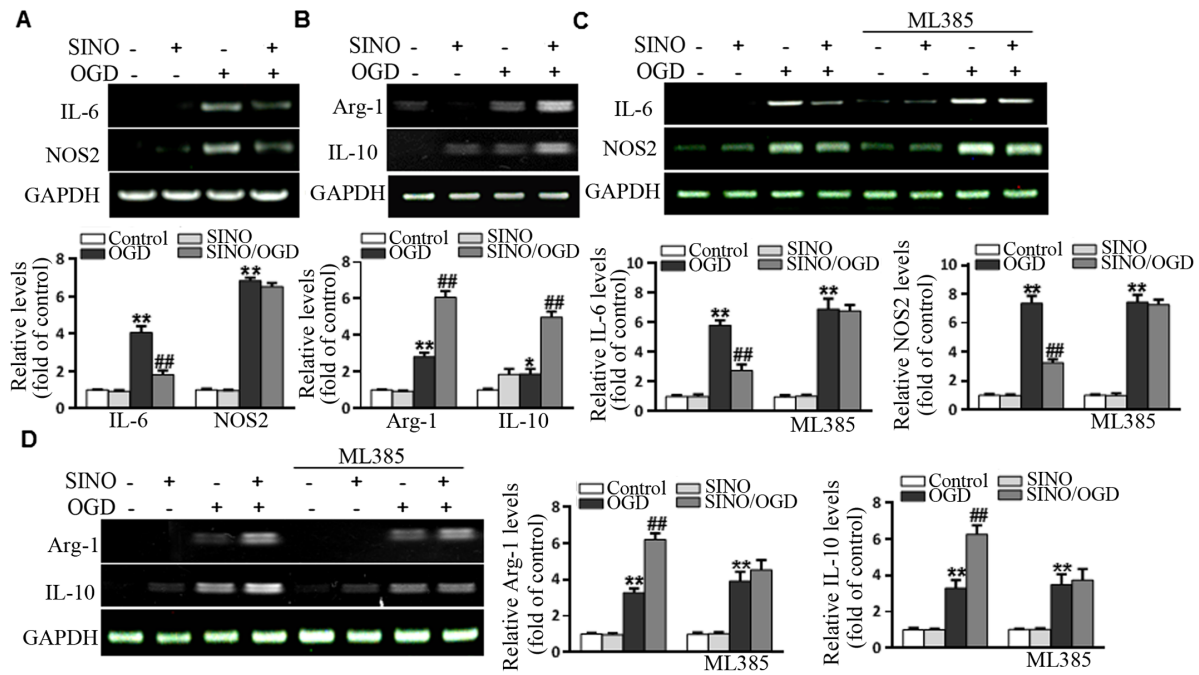 A
SINO - + - +
OGD - - + +
IL-6
NOS2
GAPDH
Control SINO
OGD SINO/OGD
Relative levels
(fold of control)
8
6
4
2
0
** ## **
IL-6 NOS2
B
SINO - + - +
OGD - - + +
Arg-1
IL-10
GAPDH
Control SINO
OGD SINO/OGD
Relative levels
(fold of control)
8
6
4
2
0
** ## * ##
Arg-1 IL-10
C
ML385
SINO - + - + - + - +
OGD - - + + - - + +
IL-6
NOS2
GAPDH
Control SINO
OGD SINO/OGD
Relative IL-6 levels
(fold of control)
10
8
6
4
2
0
** ## **
ML385
Control SINO
OGD SINO/OGD
Relative NOS2 levels
(fold of control)
10
8
6
4
2
0
** ## **
ML385
D
ML385
SINO - + - + - + - +
OGD - - + + - - + +
Arg-1
IL-10
GAPDH
Control SINO
OGD SINO/OGD
Relative Arg-1 levels
(fold of control)
8
6
4
2
0
** ## **
ML385
Control SINO
OGD SINO/OGD
Relative IL-10 levels
(fold of control)
8
6
4
2
0
** ## **
ML385